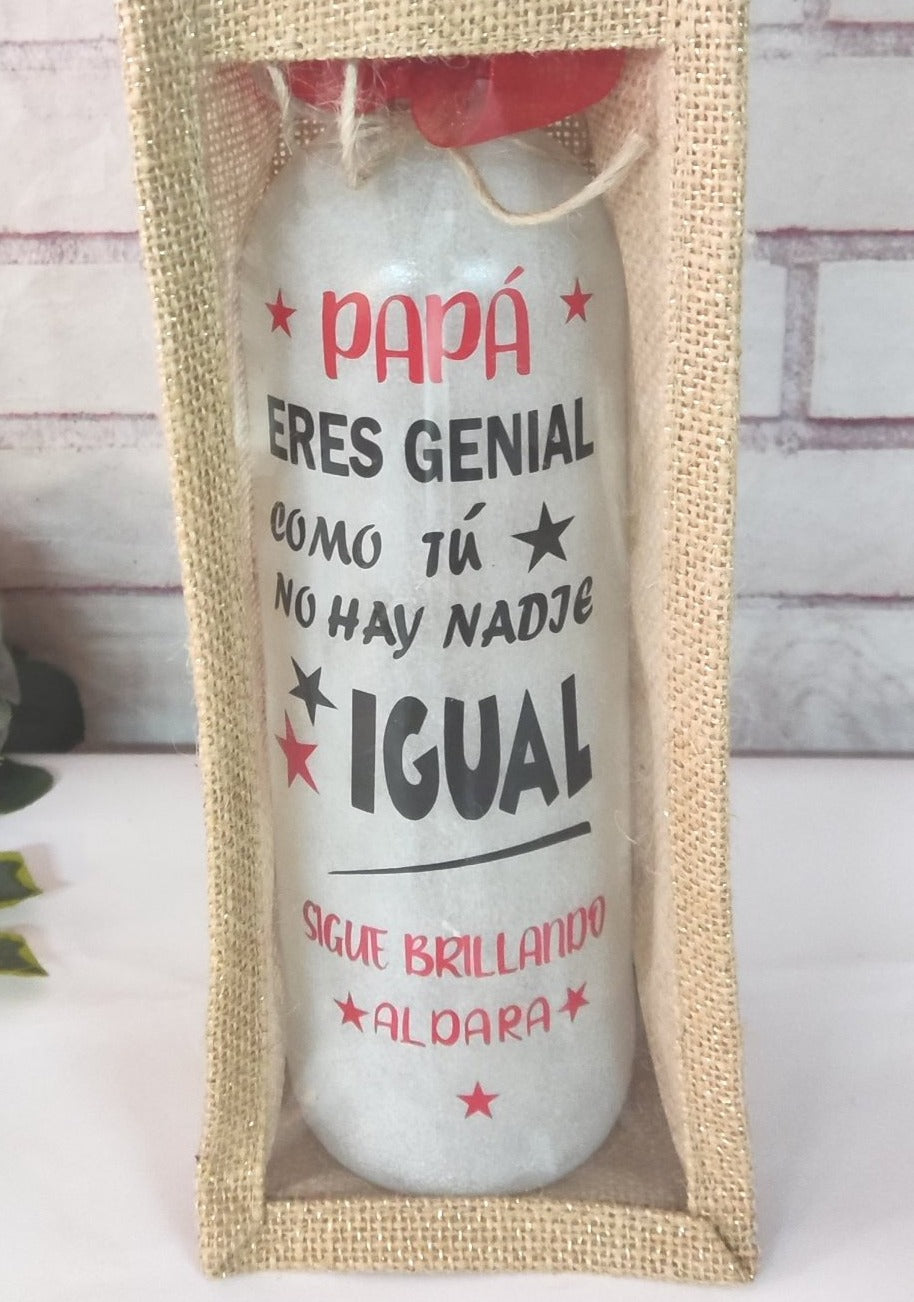 PAPÁ
ERES GENIAL
COMO TÚ
NO HAY NADIE
IGUAL
SIGUE BRILLANDO
ALDARA